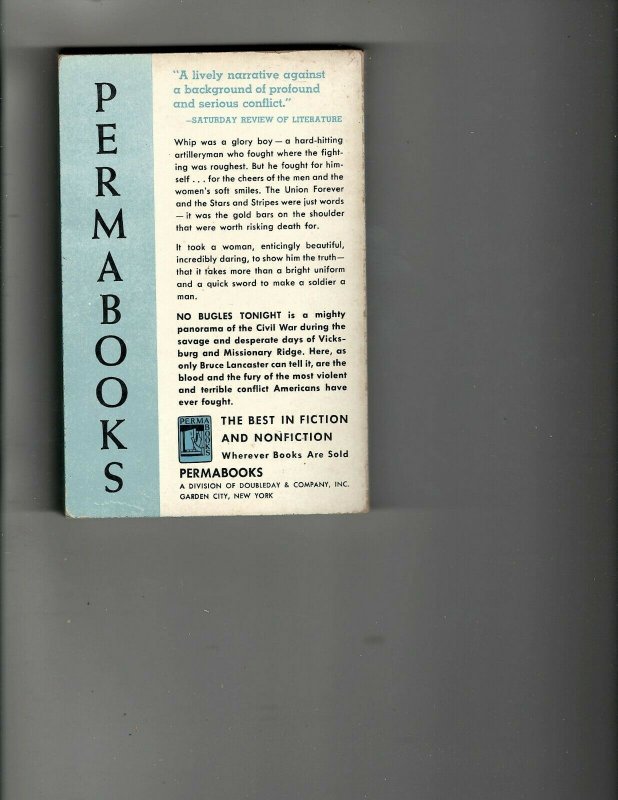 PERMABOOKS
"A lively narrative against
a background of profound
and serious conflict."
—SATURDAY REVIEW OF LITERATURE
Whip was a glory boy — a hard-hitting
artilleryman who fought where the fight-
ing was roughest. But he fought for him-
self . . . for the cheers of the men and the
women's soft smiles. The Union Forever
and the Stars and Stripes were just words
— it was the gold bars on the shoulder
that were worth risking death for.
It took a woman, enticingly beautiful,
incredibly daring, to show him the truth—
that it takes more than a bright uniform
and a quick sword to make a soldier a
man.
NO BUGLES TONIGHT is a mighty
panorama of the Civil War during the
savage and desperate days of Vicks-
burg and Missionary Ridge. Here, as
only Bruce Lancaster can tell it, are the
blood and the fury of the most violent
and terrible conflict Americans have
ever fought.
PERMA
BOOKS
THE BEST IN FICTION
AND NONFICTION
Wherever Books Are Sold
PERMABOOKS
A DIVISION OF DOUBLEDAY & COMPANY, INC.
GARDEN CITY, NEW YORK